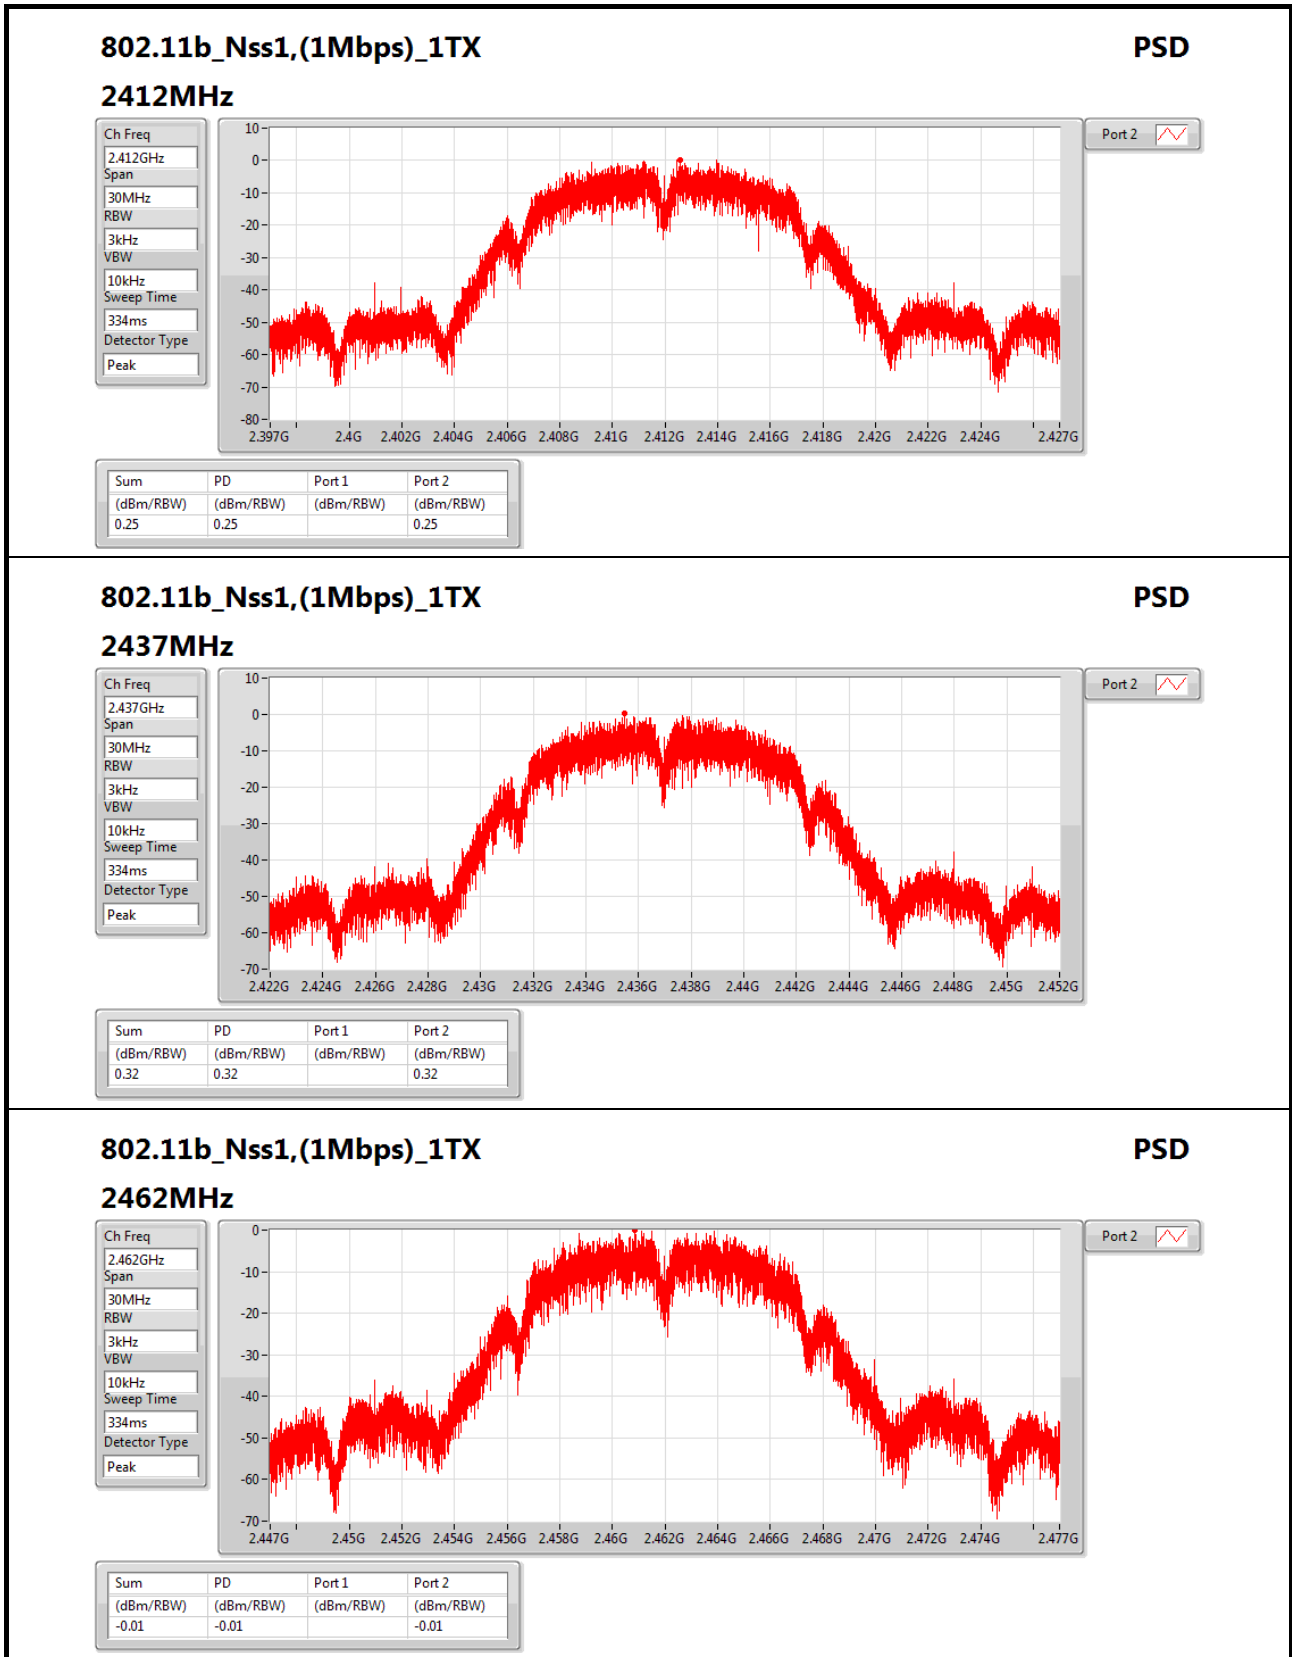 802.11b_Nss1,(1Mbps)_1TX PSD
2412MHz
Ch Freq
2.412GHz
Span
30MHz
RBW
3kHz
VBW
10kHz
Sweep Time
334ms
Detector Type
Peak
10
0
-10
-20
-30
-40
-50
-60
-70
-80
2.397G 2.4G 2.402G 2.404G 2.406G 2.408G 2.41G 2.412G 2.414G 2.416G 2.418G 2.42G 2.422G 2.424G 2.427G
Port 2
Sum PD Port 1 Port 2
(dBm/RBW) (dBm/RBW) (dBm/RBW) (dBm/RBW)
0.25 0.25 0.25
802.11b_Nss1,(1Mbps)_1TX PSD
2437MHz
Ch Freq
2.437GHz
Span
30MHz
RBW
3kHz
VBW
10kHz
Sweep Time
334ms
Detector Type
Peak
10
0
-10
-20
-30
-40
-50
-60
-70
2.422G 2.424G 2.426G 2.428G 2.43G 2.432G 2.434G 2.436G 2.438G 2.44G 2.442G 2.444G 2.446G 2.448G 2.45G 2.452G
Port 2
Sum PD Port 1 Port 2
(dBm/RBW) (dBm/RBW) (dBm/RBW) (dBm/RBW)
0.32 0.32 0.32
802.11b_Nss1,(1Mbps)_1TX PSD
2462MHz
Ch Freq
2.462GHz
Span
30MHz
RBW
3kHz
VBW
10kHz
Sweep Time
334ms
Detector Type
Peak
0
-10
-20
-30
-40
-50
-60
-70
2.447G 2.45G 2.452G 2.454G 2.456G 2.458G 2.46G 2.462G 2.464G 2.466G 2.468G 2.47G 2.472G 2.474G 2.477G
Port 2
Sum PD Port 1 Port 2
(dBm/RBW) (dBm/RBW) (dBm/RBW) (dBm/RBW)
-0.01 -0.01 -0.01